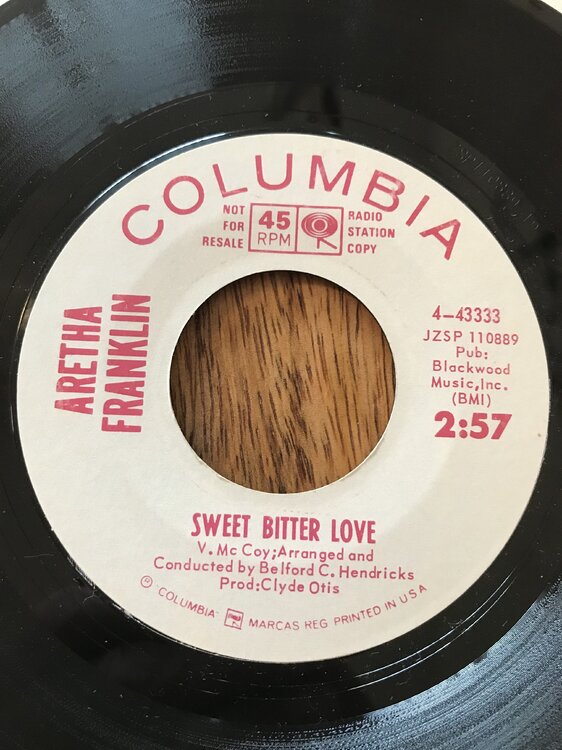 COLUMBIA
NOT
FOR
RESALE
45
RPM
RADIO
STATION
COPY
ARETHA
FRANKLIN
4-43333
JZSP 110889
Pub:
Blackwood
Music,Inc.
(BMI)
2:57
SWEET BITTER LOVE
V. Mc Coy;Arranged and
Conducted by Belford C. Hendricks
Prod:Clyde Otis
® "COLUMBIA" MARCAS REG. PRINTED IN U S A